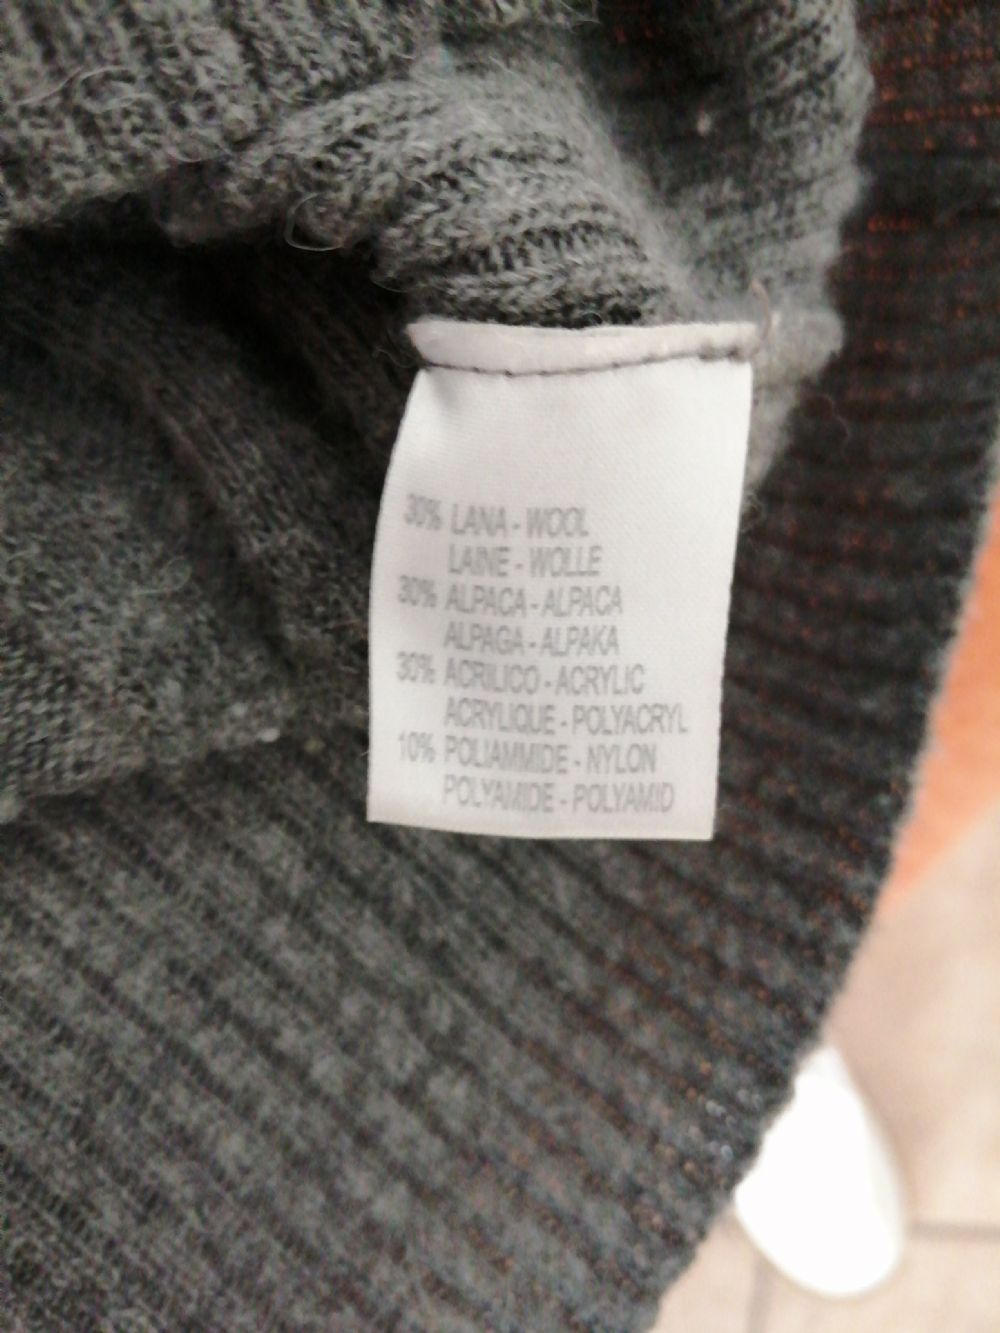 30% LANA - WOOL
LAINE - WOLLE
30% ALPACA - ALPACA
ALPAGA - ALPAKA
30% ACRILICO - ACRYLIC
ACRYLIQUE - POLYACRYL
10% POLIAMMIDE - NYLON
POLYAMIDE - POLYAMID